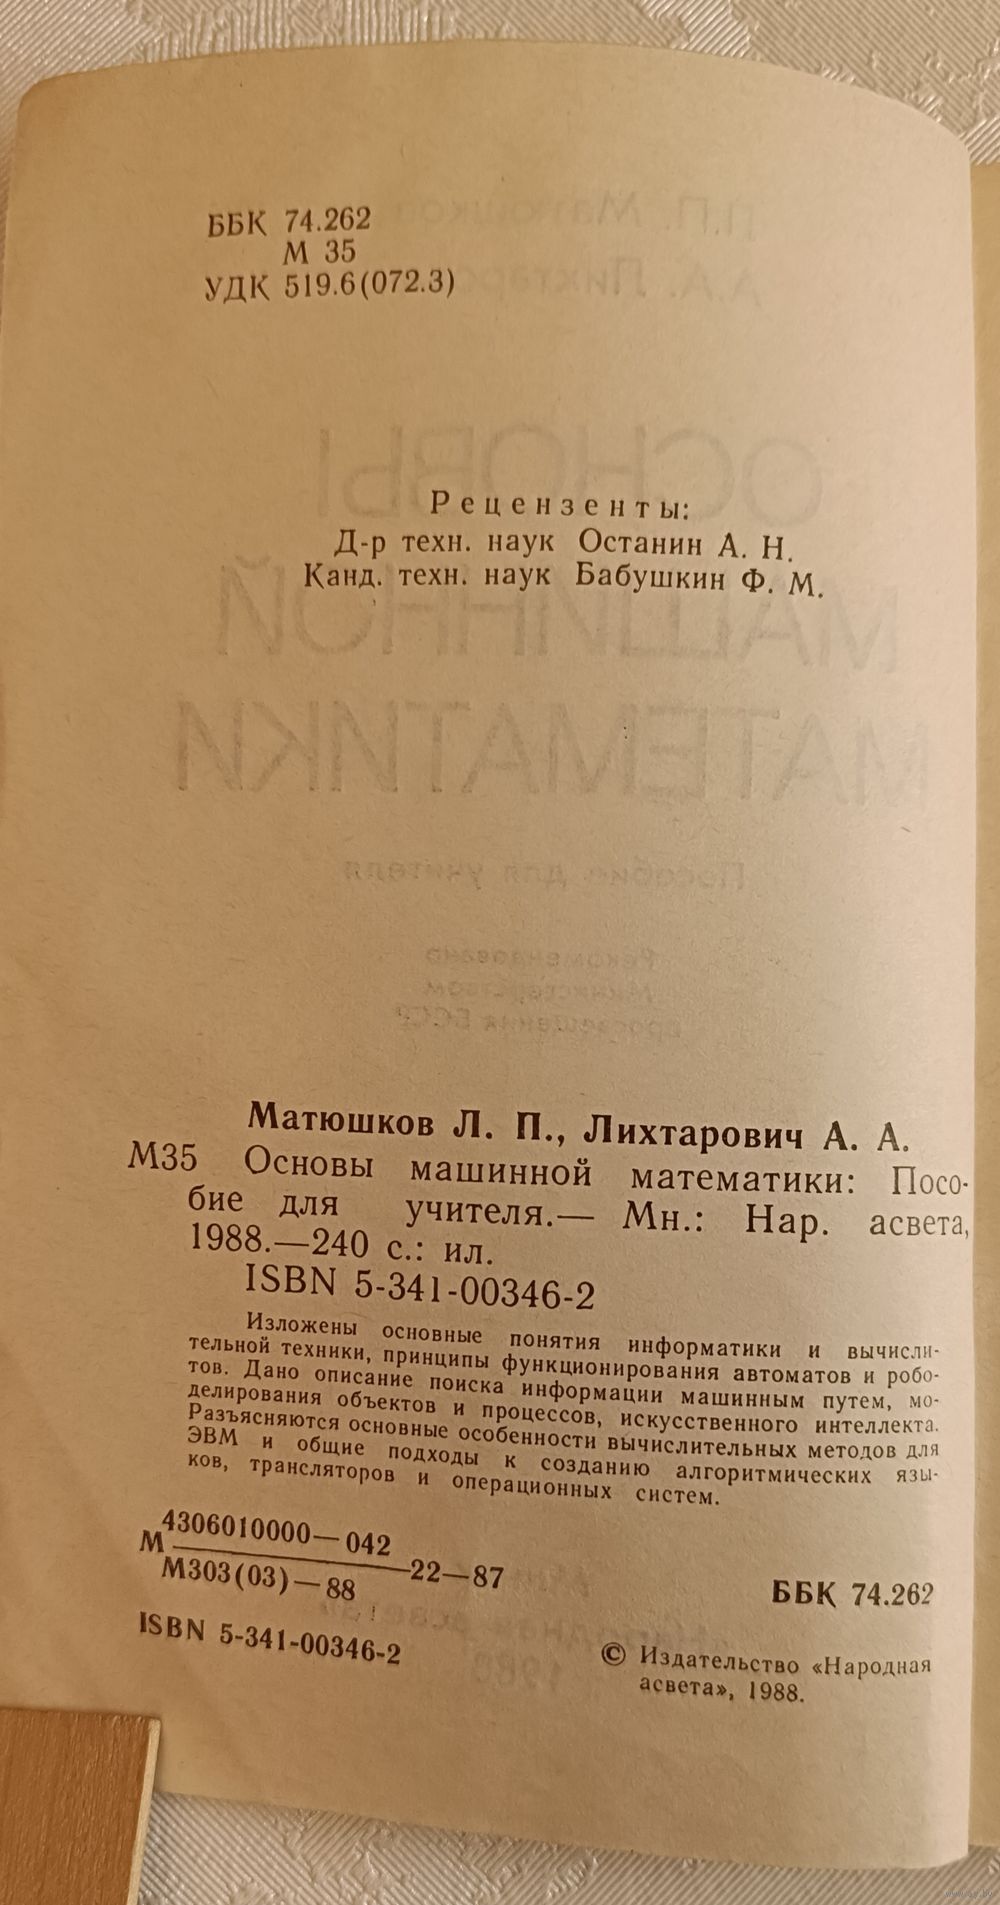 ББК 74.262
М 35
УДК 519.6(072.3)
Рецензенты:
Д-р техн. наук Останин А. Н.
Канд. техн. наук Бабушкин Ф. М.
Матюшков Л. П., Лихтарович А. А.
М35 Основы машинной математики: Посо-
бие для учителя.— Мн.: Нар. асвета,
1988.—240 с.: ил.
ISBN 5-341-00346-2
Изложены основные понятия информатики и вычисли-
тельной техники, принципы функционирования автоматов и робо-
тов. Дано описание поиска информации машинным путем, мо-
делирования объектов и процессов, искусственного интеллекта.
Разъясняются основные особенности вычислительных методов для
ЭВМ и общие подходы к созданию алгоритмических язы-
ков, трансляторов и операционных систем.
4306010000—042
М ————— 22—87
М303(03)—88
ББК 74.262
ISBN 5-341-00346-2
© Издательство «Народная
асвета», 1988.
www.ay.by